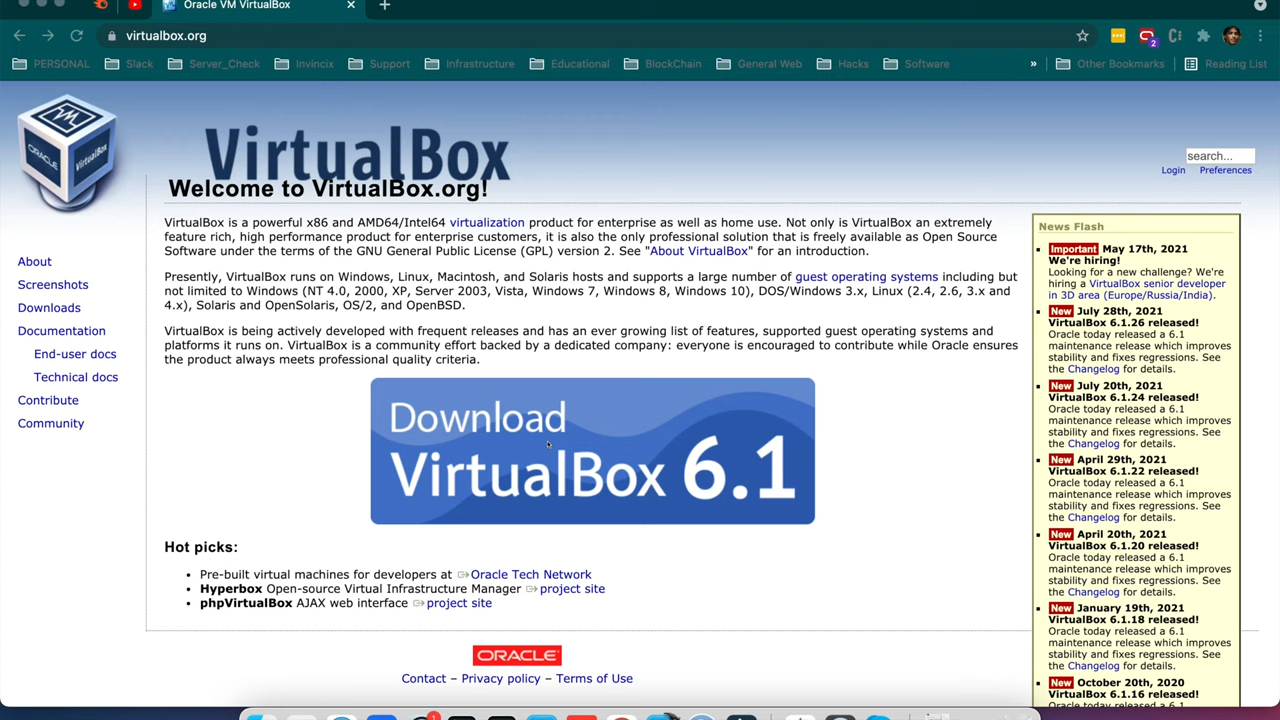 Oracle VM VirtualBox
virtualbox.org
2
PERSONAL Slack Server_Check Invincix Support Infrastructure Educational BlockChain General Web Hacks Software » Other Bookmarks Reading List
VM
ORACLE VirtualBox
VirtualBox
search...
Login Preferences
Welcome to VirtualBox.org!
VirtualBox is a powerful x86 and AMD64/Intel64 virtualization product for enterprise as well as home use. Not only is VirtualBox an extremely
feature rich, high performance product for enterprise customers, it is also the only professional solution that is freely available as Open Source
Software under the terms of the GNU General Public License (GPL) version 2. See "About VirtualBox" for an introduction.
Presently, VirtualBox runs on Windows, Linux, Macintosh, and Solaris hosts and supports a large number of guest operating systems including but
not limited to Windows (NT 4.0, 2000, XP, Server 2003, Vista, Windows 7, Windows 8, Windows 10), DOS/Windows 3.x, Linux (2.4, 2.6, 3.x and
4.x), Solaris and OpenSolaris, OS/2, and OpenBSD.
VirtualBox is being actively developed with frequent releases and has an ever growing list of features, supported guest operating systems and
platforms it runs on. VirtualBox is a community effort backed by a dedicated company: everyone is encouraged to contribute while Oracle ensures
the product always meets professional quality criteria.
About
Screenshots
Downloads
Documentation
End-user docs
Technical docs
Contribute
Community
Download
VirtualBox 6.1
Hot picks:
• Pre-built virtual machines for developers at Oracle Tech Network
• Hyperbox Open-source Virtual Infrastructure Manager project site
• phpVirtualBox AJAX web interface project site
News Flash
Important May 17th, 2021
We're hiring!
Looking for a new challenge? We're
hiring a VirtualBox senior developer
in 3D area (Europe/Russia/India).
New July 28th, 2021
VirtualBox 6.1.26 released!
Oracle today released a 6.1
maintenance release which improves
stability and fixes regressions. See
the Changelog for details.
New July 20th, 2021
VirtualBox 6.1.24 released!
Oracle today released a 6.1
maintenance release which improves
stability and fixes regressions. See
the Changelog for details.
New April 29th, 2021
VirtualBox 6.1.22 released!
Oracle today released a 6.1
maintenance release which improves
stability and fixes regressions. See
the Changelog for details.
New April 20th, 2021
VirtualBox 6.1.20 released!
Oracle today released a 6.1
maintenance release which improves
stability and fixes regressions. See
the Changelog for details.
New January 19th, 2021
VirtualBox 6.1.18 released!
Oracle today released a 6.1
maintenance release which improves
stability and fixes regressions. See
the Changelog for details.
New October 20th, 2020
VirtualBox 6.1.16 released!
ORACLE
Contact – Privacy policy – Terms of Use
1